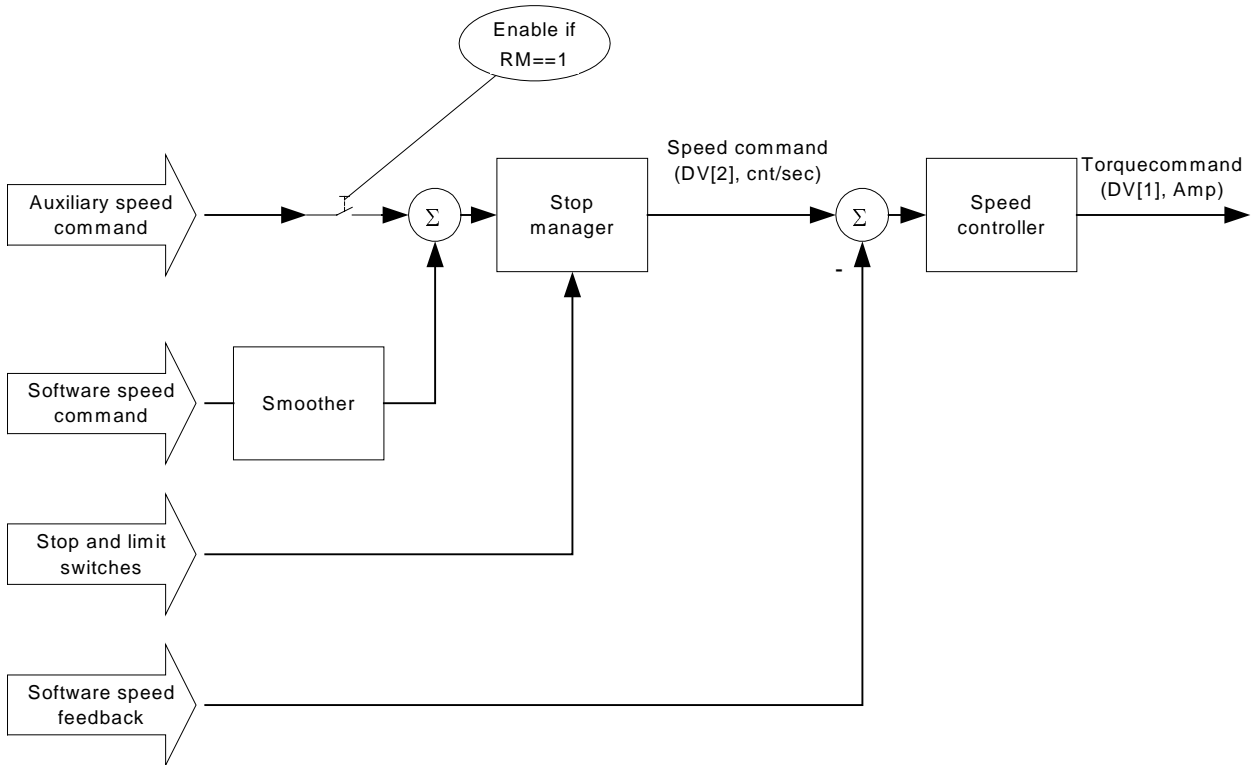 Enable if
RM==1
Auxiliary speed
command
Σ
Stop
manager
Speed command
(DV[2], cnt/sec)
Σ
-
Speed
controller
Torquecommand
(DV[1], Amp)
Software speed
command
Smoother
Stop and limit
switches
Software speed
feedback